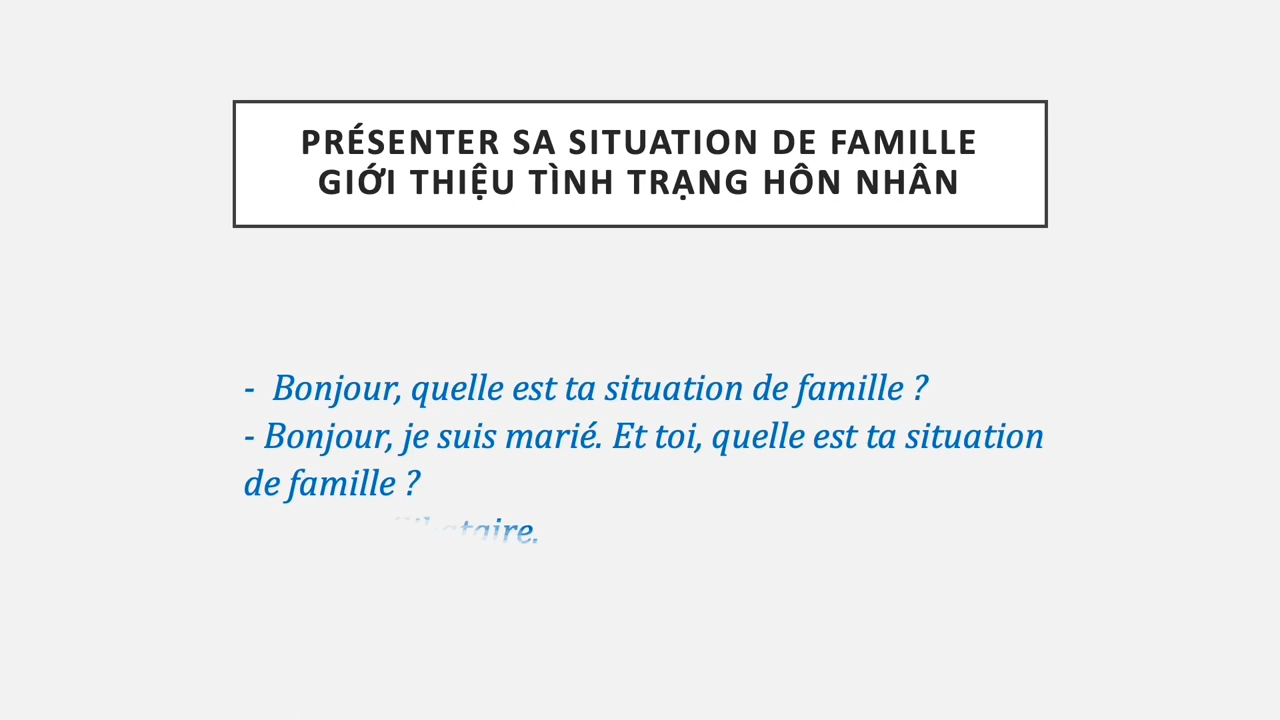 PRÉSENTER SA SITUATION DE FAMILLE
GIỚI THIỆU TÌNH TRẠNG HÔN NHÂN
- Bonjour, quelle est ta situation de famille ?
- Bonjour, je suis marié. Et toi, quelle est ta situation
de famille ?